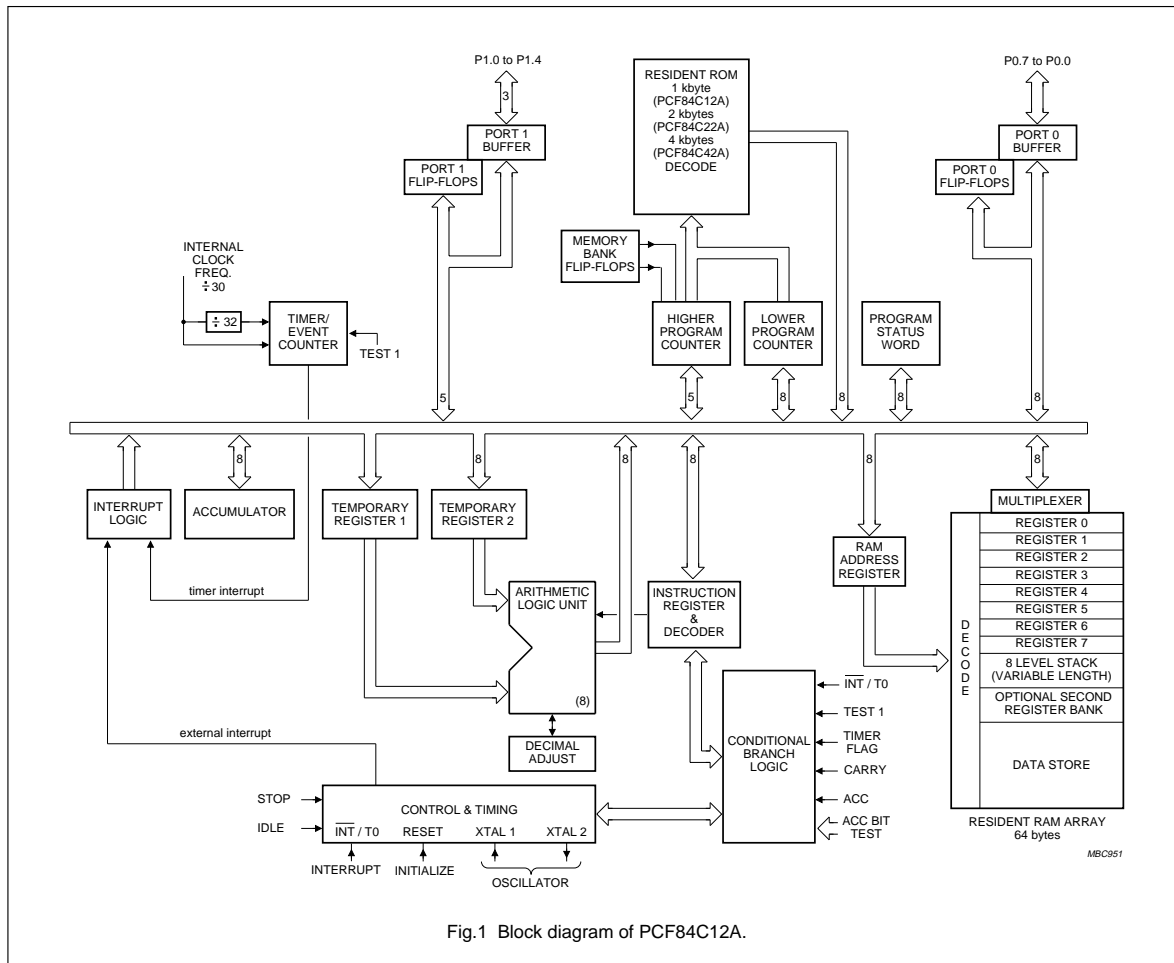 P1.0 to P1.4
3
PORT 1
BUFFER
PORT 1
FLIP-FLOPS
5
RESIDENT ROM
1 kbyte
(PCF84C12A)
2 kbytes
(PCF84C22A)
4 kbytes
(PCF84C42A)
DECODE
P0.7 to P0.0
PORT 0
BUFFER
PORT 0
FLIP-FLOPS
8
INTERNAL
CLOCK
FREQ.
÷ 30
÷ 32
TIMER/
EVENT
COUNTER
TEST 1
MEMORY
BANK
FLIP-FLOPS
HIGHER
PROGRAM
COUNTER
5
LOWER
PROGRAM
COUNTER
8
8
PROGRAM
STATUS
WORD
8
INTERRUPT
LOGIC
8
ACCUMULATOR
8
TEMPORARY
REGISTER 1
8
TEMPORARY
REGISTER 2
8
8
8
8
RAM
ADDRESS
REGISTER
timer interrupt
ARITHMETIC
LOGIC UNIT
(8)
INSTRUCTION
REGISTER
&
DECODER
DECIMAL
ADJUST
external interrupt
CONDITIONAL
BRANCH
LOGIC
INT / T0
TEST 1
TIMER
FLAG
CARRY
ACC
ACC BIT
TEST
STOP
IDLE
CONTROL & TIMING
INT / T0 RESET XTAL 1 XTAL 2
INTERRUPT INITIALIZE
OSCILLATOR
MULTIPLEXER
DECODE
REGISTER 0
REGISTER 1
REGISTER 2
REGISTER 3
REGISTER 4
REGISTER 5
REGISTER 6
REGISTER 7
8 LEVEL STACK
(VARIABLE LENGTH)
OPTIONAL SECOND
REGISTER BANK
DATA STORE
RESIDENT RAM ARRAY
64 bytes
MBC951
Fig.1 Block diagram of PCF84C12A.